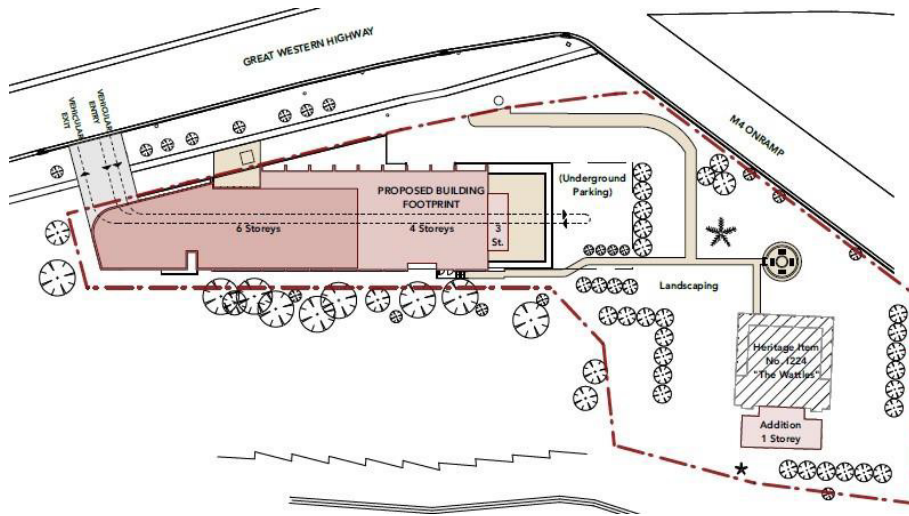 GREAT WESTERN HIGHWAY
VEHICULAR
EXIT
VEHICULAR
ENTRY
M4 ONRAMP
(Underground
Parking)
PROPOSED BUILDING
FOOTPRINT
6 Storeys
4 Storeys
3
St.
Landscaping
Heritage Item
No. I224
"The Wattles"
Addition
1 Storey